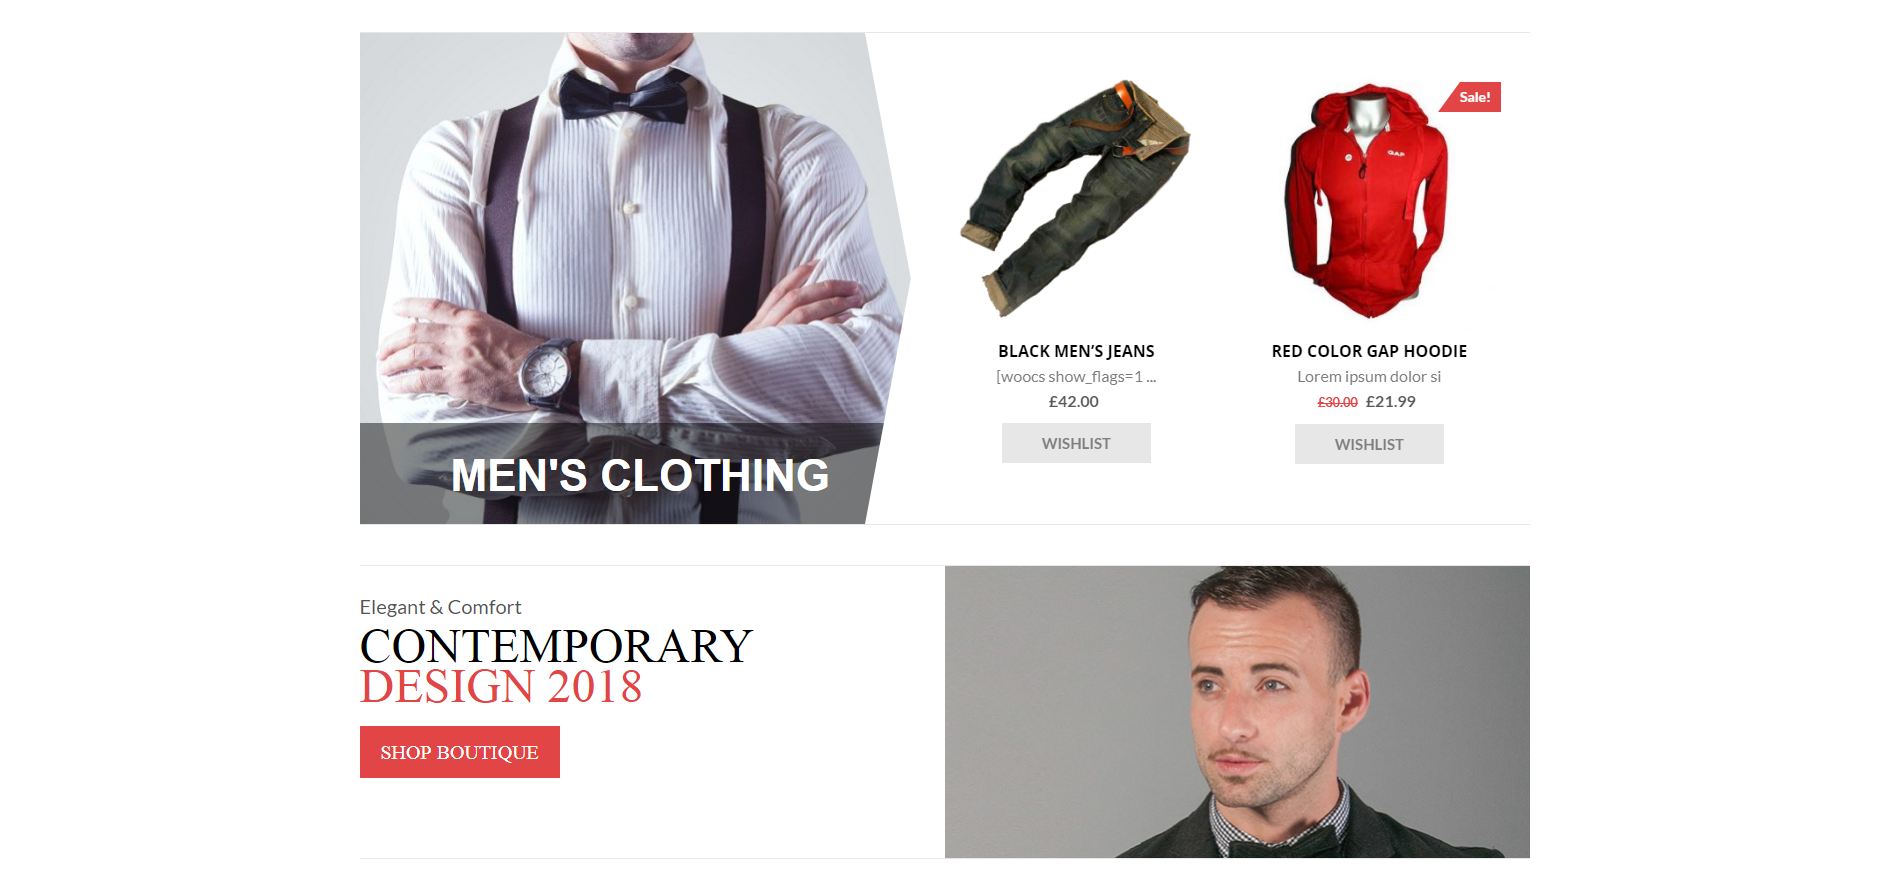 MEN'S CLOTHING
Sale!
GAP
BLACK MEN’S JEANS
[woocs show_flags=1 ...
£42.00
WISHLIST
RED COLOR GAP HOODIE
Lorem ipsum dolor si
£30.00 £21.99
WISHLIST
Elegant & Comfort
CONTEMPORARY
DESIGN 2018
SHOP BOUTIQUE